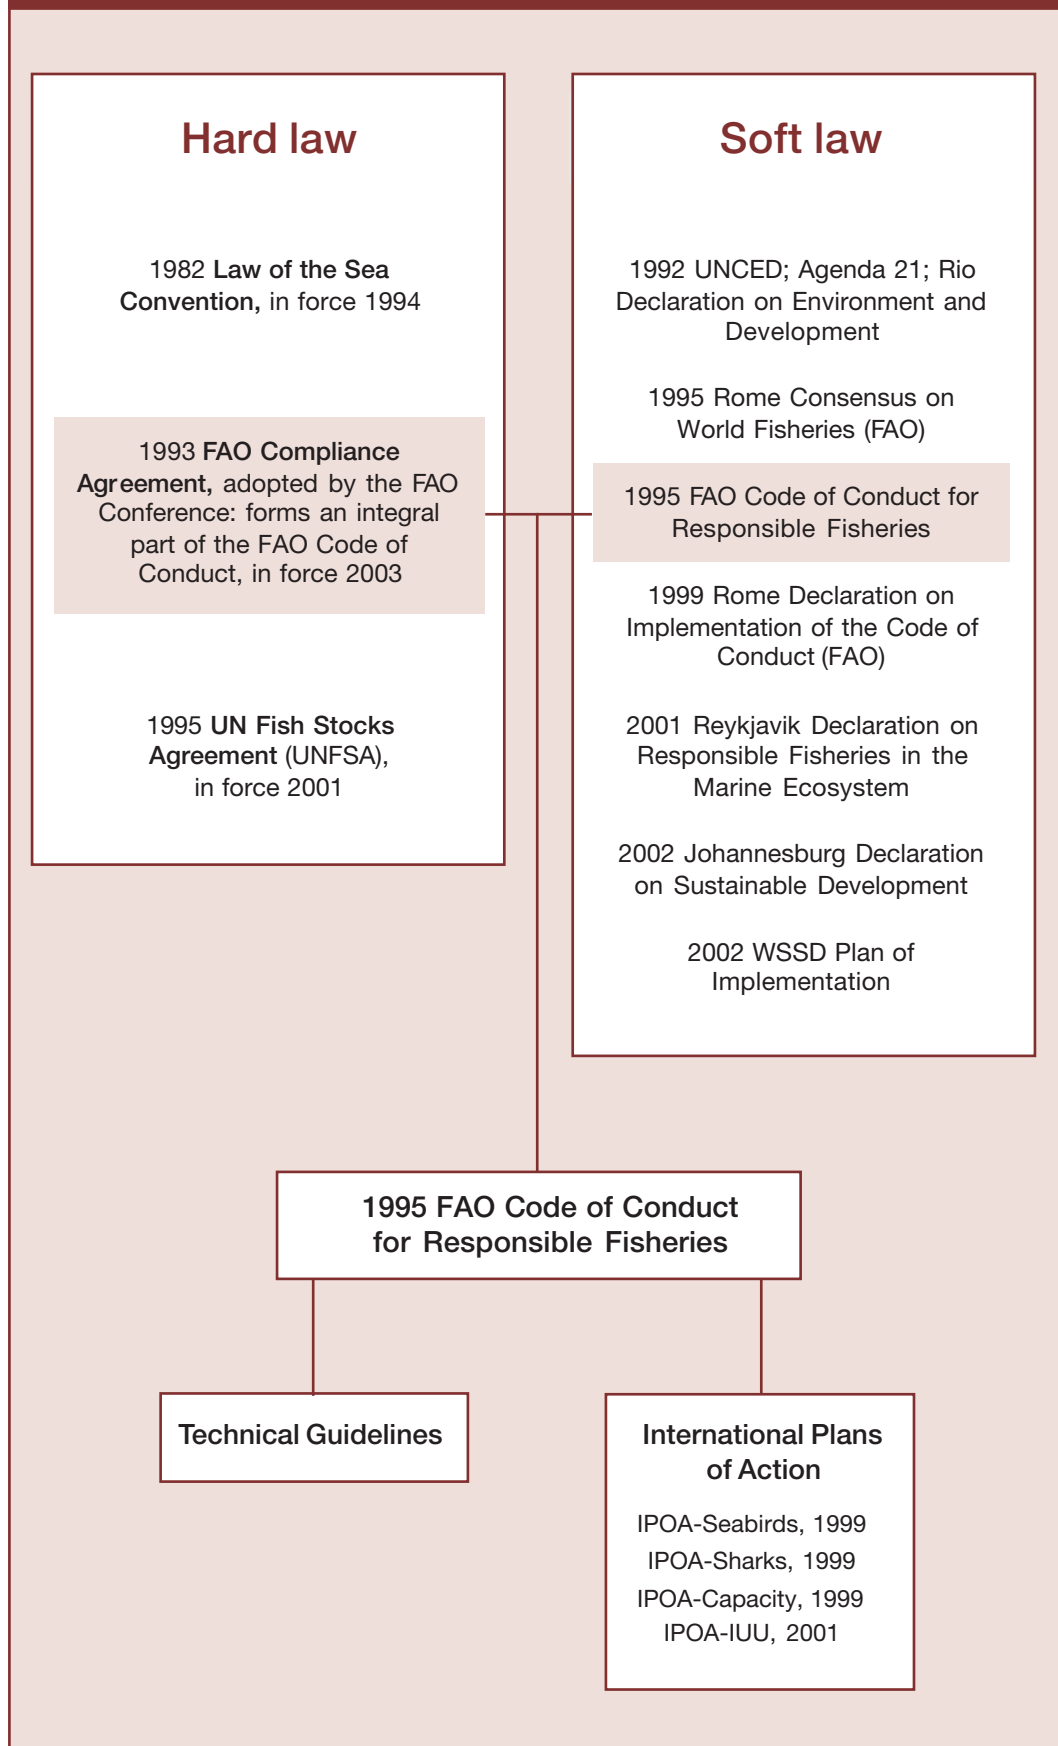 Hard law
1982 Law of the Sea
Convention, in force 1994
1993 FAO Compliance
Agreement, adopted by the FAO
Conference: forms an integral
part of the FAO Code of
Conduct, in force 2003
1995 UN Fish Stocks
Agreement (UNFSA),
in force 2001
Soft law
1992 UNCED; Agenda 21; Rio
Declaration on Environment and
Development
1995 Rome Consensus on
World Fisheries (FAO)
1995 FAO Code of Conduct for
Responsible Fisheries
1999 Rome Declaration on
Implementation of the Code of
Conduct (FAO)
2001 Reykjavik Declaration on
Responsible Fisheries in the
Marine Ecosystem
2002 Johannesburg Declaration
on Sustainable Development
2002 WSSD Plan of
Implementation
1995 FAO Code of Conduct
for Responsible Fisheries
Technical Guidelines
International Plans
of Action
IPOA-Seabirds, 1999
IPOA-Sharks, 1999
IPOA-Capacity, 1999
IPOA-IUU, 2001